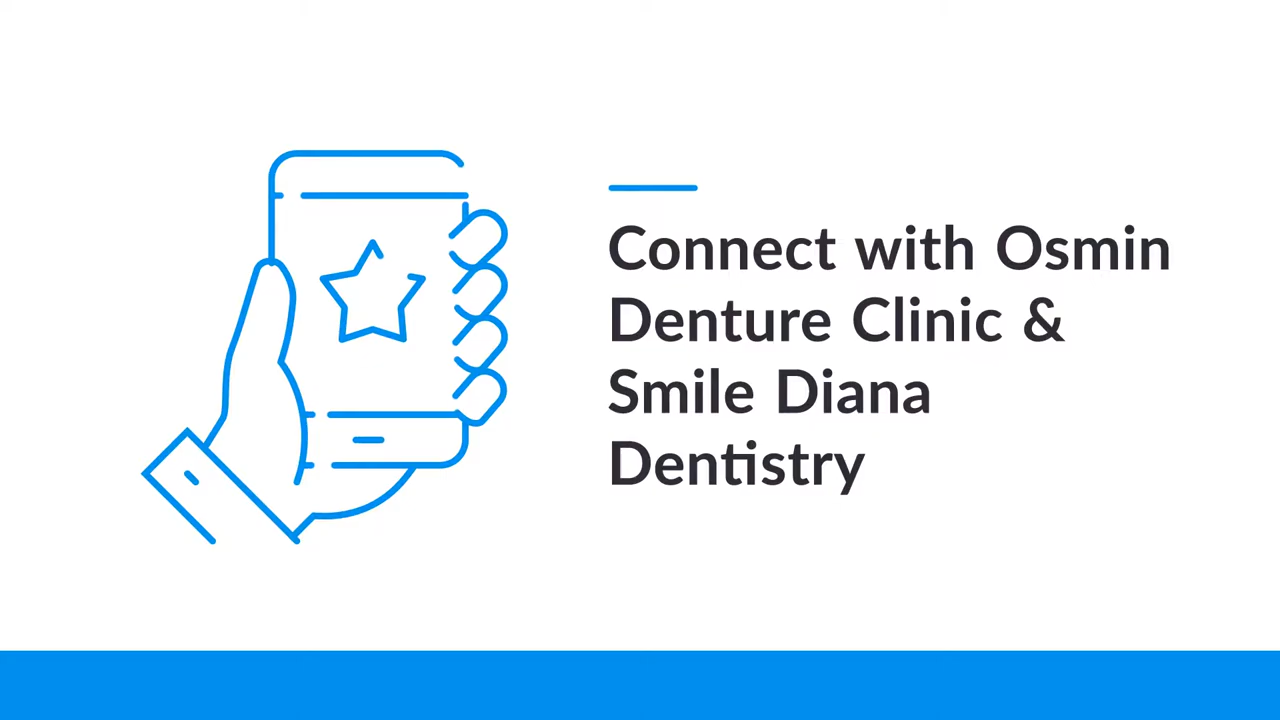 Connect with Osmin
Denture Clinic &
Smile Diana
Dentistry